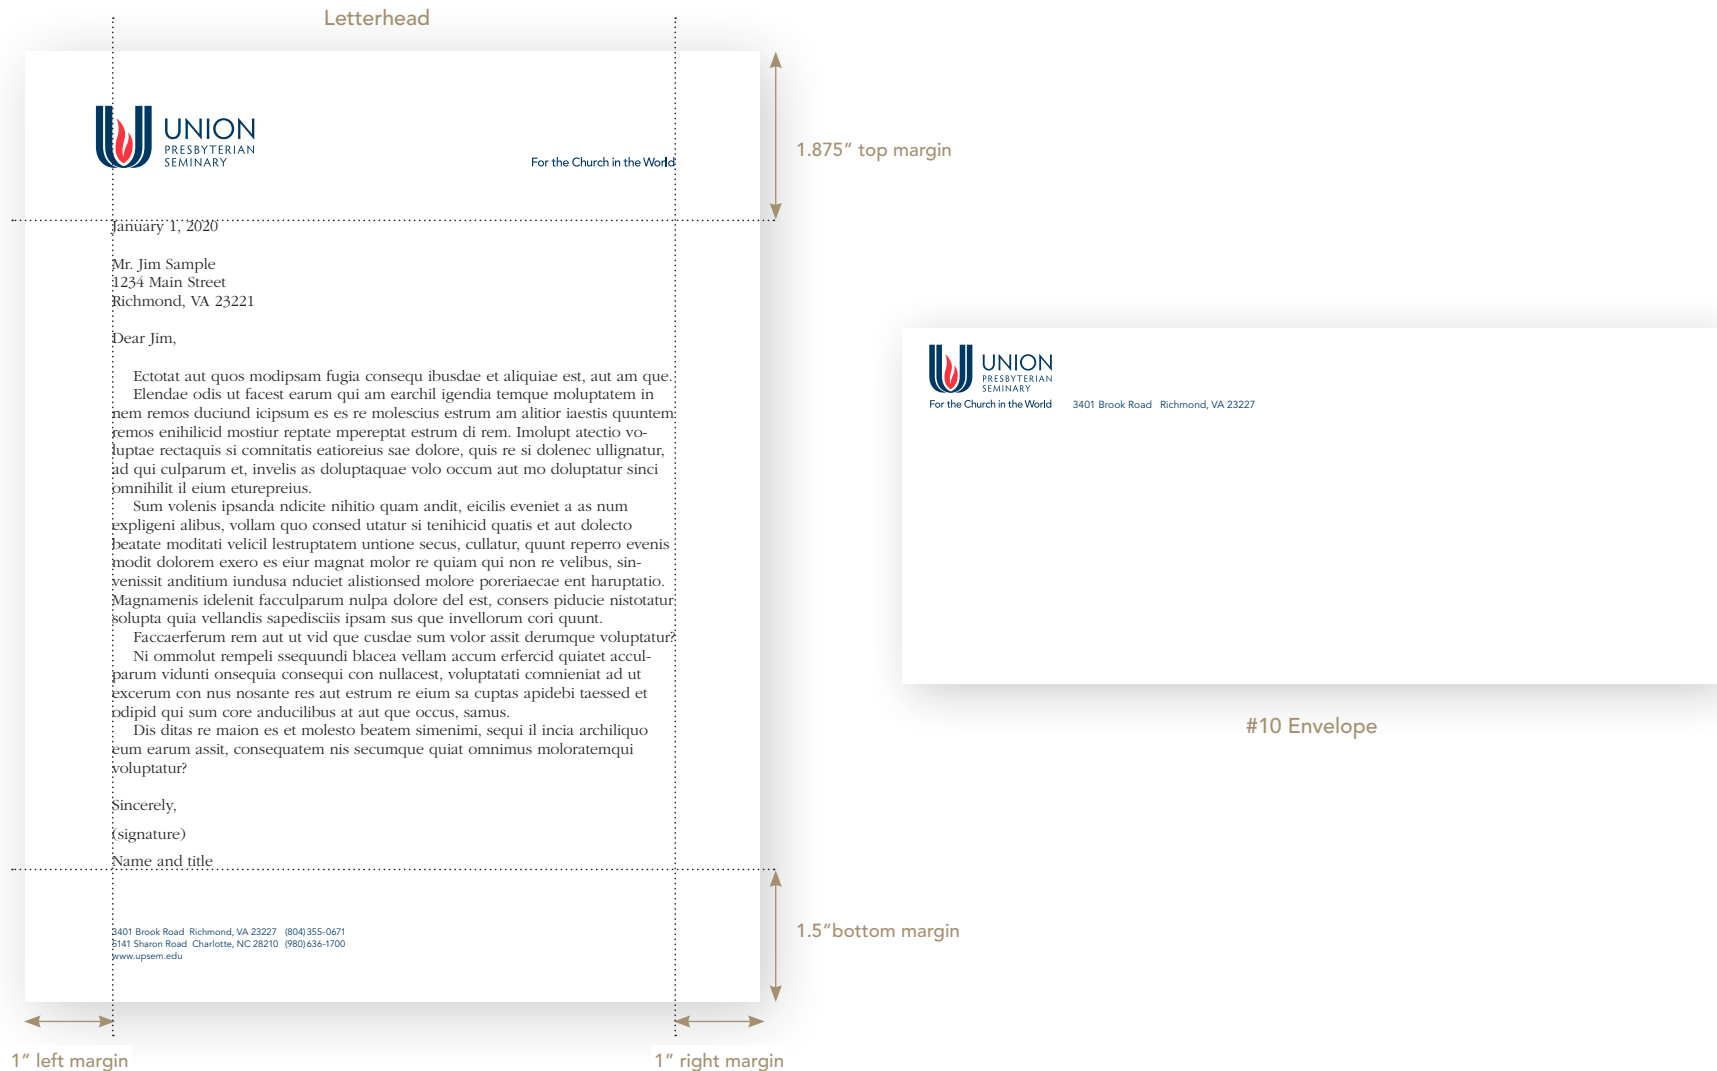 Letterhead
UNION
PRESBYTERIAN
SEMINARY
For the Church in the World
1.875" top margin
January 1, 2020
Mr. Jim Sample
1234 Main Street
Richmond, VA 23221
Dear Jim,
Ectotat aut quos modipsam fugia consequ ibusdae et aliquiae est, aut am que.
Elendae odis ut facest earum qui am earchil igendia temque moluptatem in
nem remos duciund icipsum es es re molescius estrum am alitior iaestis quuntem
remos enihilicid mostiur reptate mpereptat estrum di rem. Imolupt atectio vo-
luptae rectaquis si comnitatis eatioreius sae dolore, quis re si dolenec ullignatur,
ad qui culparum et, invelis as doluptaquae volo occum aut mo doluptatur sinci
omnihilit il eium eturepreius.
Sum volenis ipsanda ndicite nihitio quam andit, eicilis eveniet a as num
expligeni alibus, vollam quo consed utatur si tenihicid quatis et aut dolecto
beatate moditati velicil lestruptatem untione secus, cullatur, quunt reperro evenis
modit dolorem exero es eiur magnat molor re quiam qui non re velibus, sin-
venissit anditium iundusa nduciet alistionsed molore poreriaecae ent haruptatio.
Magnamenis idelenit facculparum nulpa dolore del est, consers piducie nistotatur
solupta quia vellandis sapedisciis ipsam sus que invellorum cori quunt.
Faccaerferum rem aut ut vid que cusdae sum volor assit derumque voluptatur?
Ni ommolut rempeli ssequundi blacea vellam accum erfercid quiatet accul-
parum vidunti onsequia consequi con nullacest, voluptatati comnieniat ad ut
excerum con nus nosante res aut estrum re eium sa cuptas apidebi taessed et
odipid qui sum core anducilibus at aut que occus, samus.
Dis ditas re maion es et molesto beatem simenimi, sequi il incia archiliquo
eum earum assit, consequatem nis secumque quiat omnimus moloratemqui
voluptatur?
Sincerely,
(signature)
Name and title
3401 Brook Road Richmond, VA 23227 (804)355-0671
5141 Sharon Road Charlotte, NC 28210 (980)636-1700
www.upsem.edu
1.5"bottom margin
1" left margin
1" right margin
UNION
PRESBYTERIAN
SEMINARY
For the Church in the World 3401 Brook Road Richmond, VA 23227
#10 Envelope